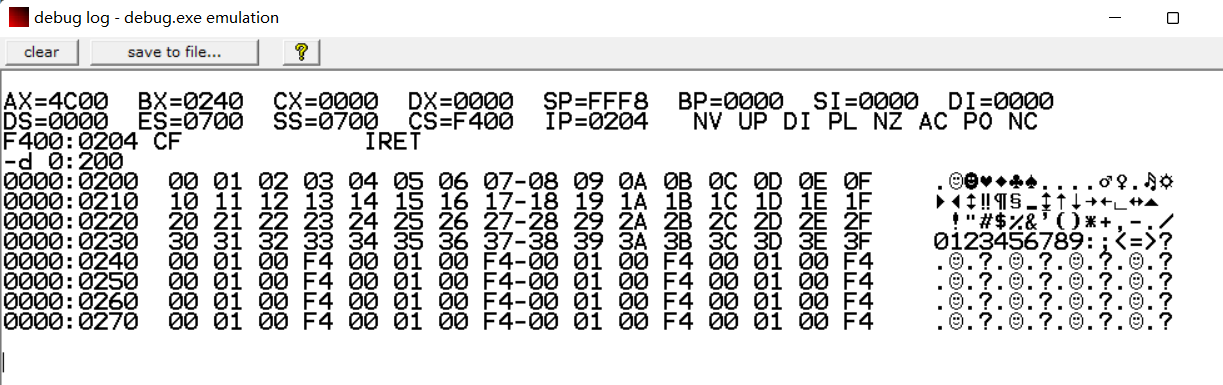 debug log - debug.exe emulation
clear save to file... ?
AX=4C00  BX=0240  CX=0000  DX=0000  SP=FFF8  BP=0000  SI=0000  DI=0000
DS=0000  ES=0700  SS=0700  CS=F400  IP=0204   NV UP DI PL NZ AC PO NC
F400:0204 CF             IRET
-d 0:200
0000:0200  00 01 02 03 04 05 06 07-08 09 0A 0B 0C 0D 0E 0F    .☺☻♥♦♣♠....♂♀.♫☼
0000:0210  10 11 12 13 14 15 16 17-18 19 1A 1B 1C 1D 1E 1F    ►◄↕‼¶§▬↨↑↓→←∟↔▲
0000:0220  20 21 22 23 24 25 26 27-28 29 2A 2B 2C 2D 2E 2F     !"#$%&'()*+,-./
0000:0230  30 31 32 33 34 35 36 37-38 39 3A 3B 3C 3D 3E 3F    0123456789:;<=>?
0000:0240  00 01 00 F4 00 01 00 F4-00 01 00 F4 00 01 00 F4    .☺.?.☺.?.☺.?.☺.?
0000:0250  00 01 00 F4 00 01 00 F4-00 01 00 F4 00 01 00 F4    .☺.?.☺.?.☺.?.☺.?
0000:0260  00 01 00 F4 00 01 00 F4-00 01 00 F4 00 01 00 F4    .☺.?.☺.?.☺.?.☺.?
0000:0270  00 01 00 F4 00 01 00 F4-00 01 00 F4 00 01 00 F4    .☺.?.☺.?.☺.?.☺.?